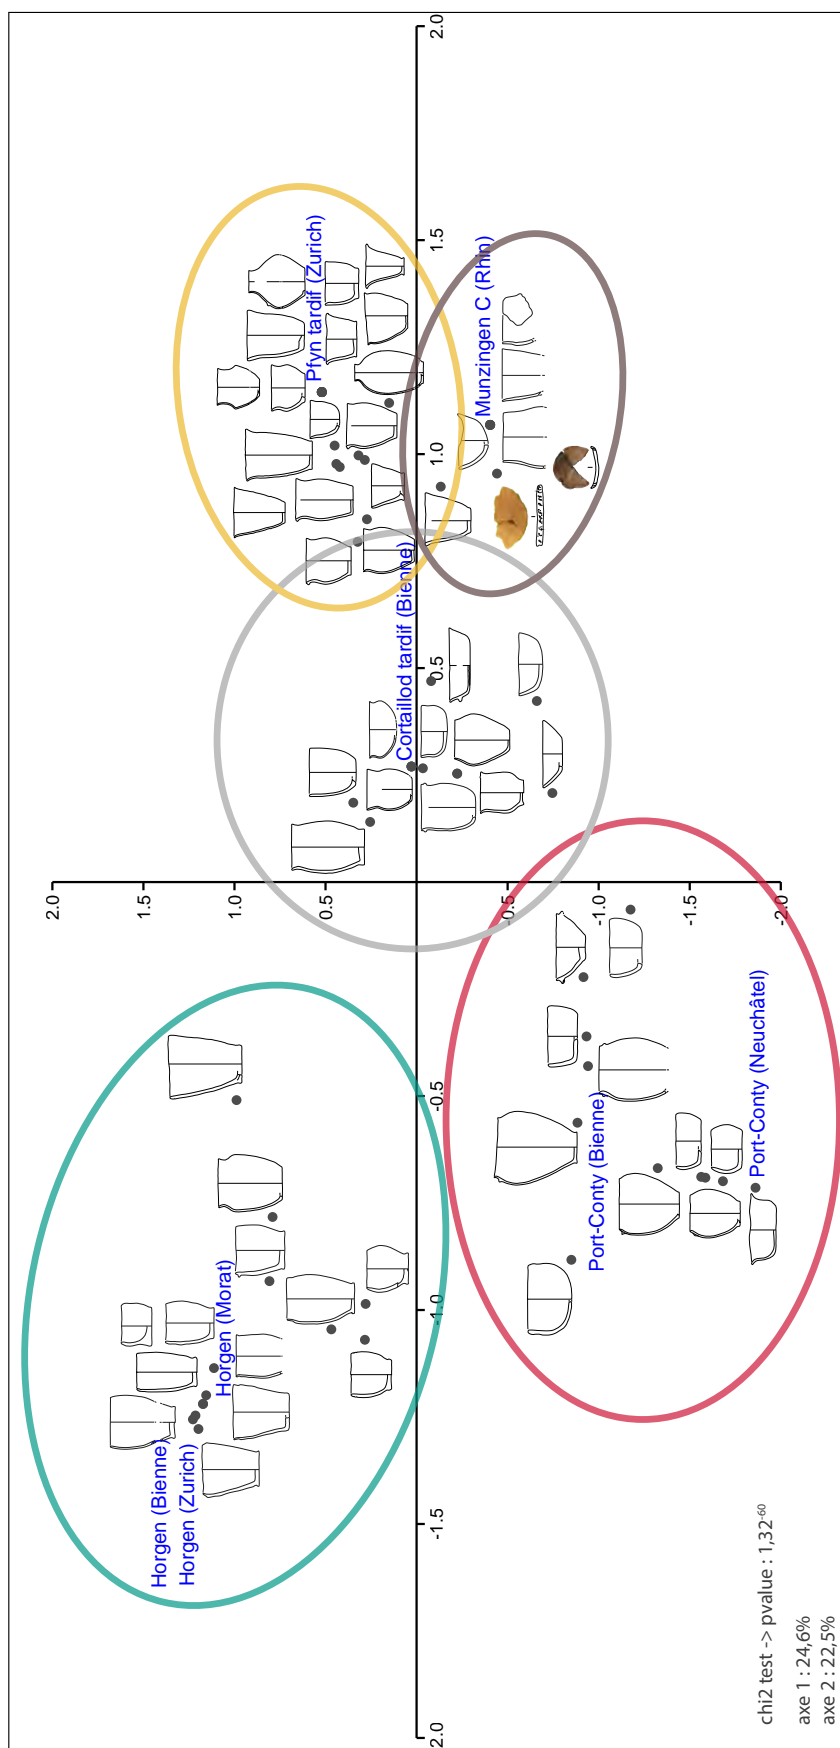 2.0
1.5
Horgen (Bienne)
Horgen (Zurich)
1.0
Horgen (Morat)
0.5
Pfyn tardif (Zurich)
Cortaillod tardif (Bienne)
2.0 -1.5 -1.0 -0.5 0.5 1.0 1.5 2.0
Munzingen C (Rhin)
-0.5
Port-Conty (Bienne)
-1.0
-1.5
Port-Conty (Neuchâtel)
-2.0
chi2 test -> pvalue : 1,32⁻⁶⁰
axe 1 : 24,6%
axe 2 : 22,5%